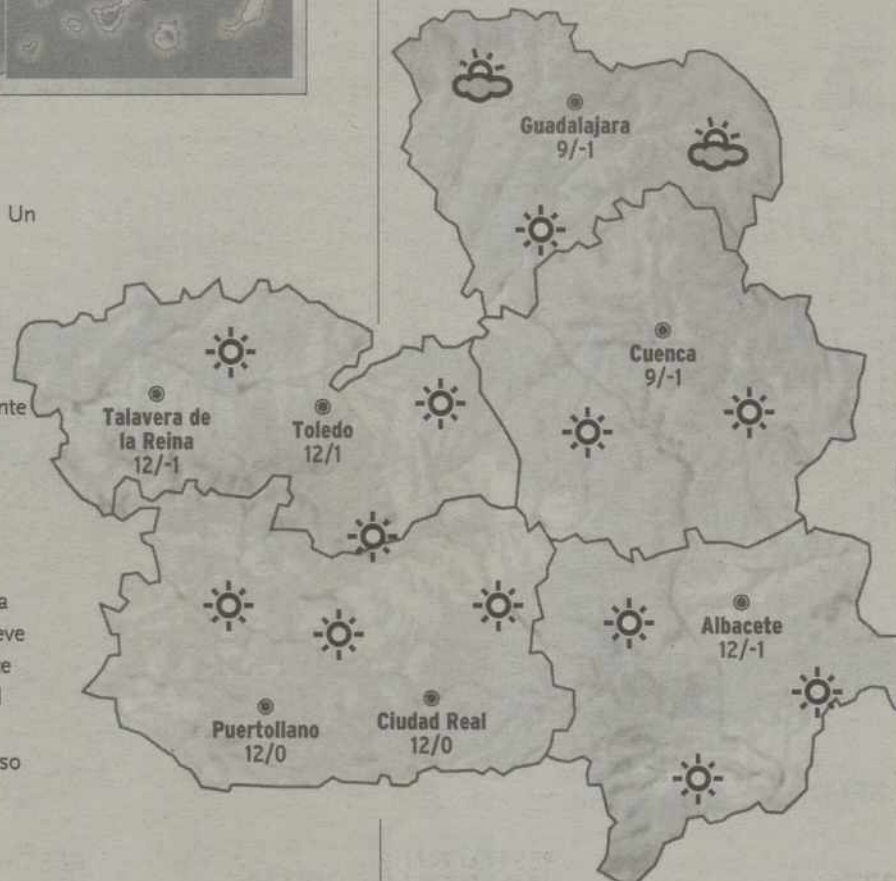 Un
nte
a
eve
e
so
Guadalajara
9/-1
Cuenca
9/-1
Talavera de
la Reina
12/-1
Toledo
12/1
Puertollano
12/0
Ciudad Real
12/0
Albacete
12/-1